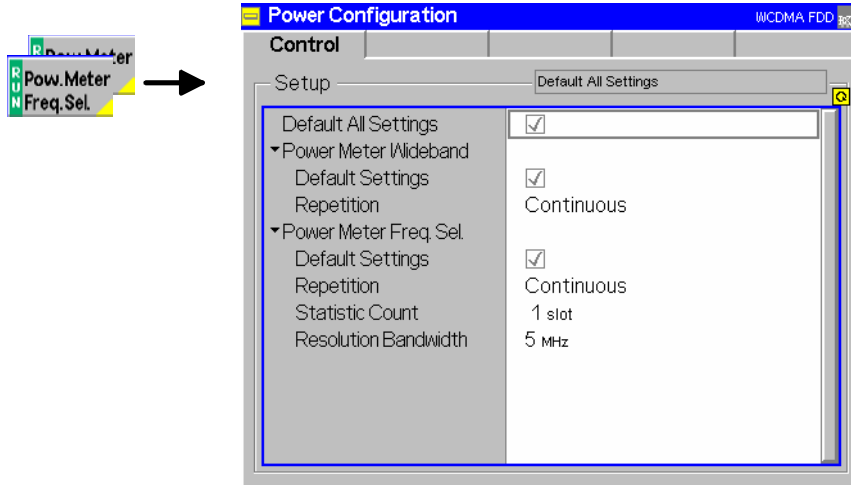 Power Configuration WCDMA FDD
Control
R Pow.Meter
RUN Pow.Meter
Freq.Sel.
Setup Default All Settings
Default All Settings
Power Meter Wideband
Default Settings
Repetition Continuous
Power Meter Freq. Sel.
Default Settings
Repetition Continuous
Statistic Count 1 slot
Resolution Bandwidth 5 MHz